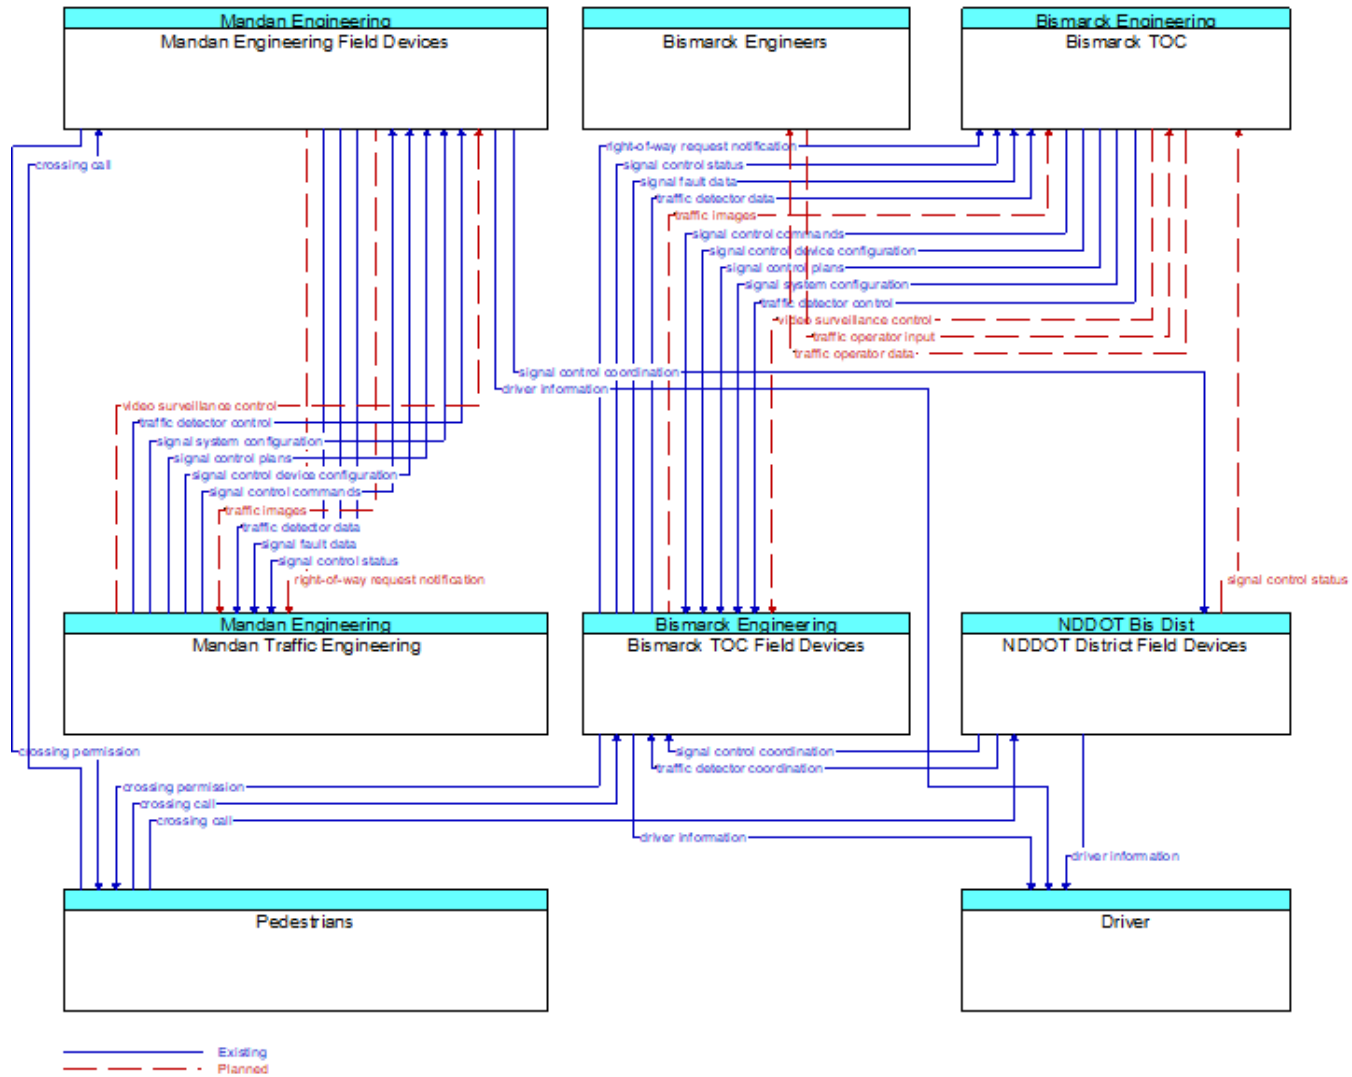 Mandan Engineering
Mandan Engineering Field Devices
Bismarck Engineers
Bismarck Engineering
Bismarck TOC
crossing call
right-of-way request notification
signal control status
signal fault data
traffic detector data
traffic images
signal control commands
signal control device configuration
signal control plans
signal system configuration
traffic detector control
video surveillance control
traffic operator input
traffic operator data
signal control coordination
driver information
video surveillance control
traffic detector control
signal system configuration
signal control plans
signal control device configuration
signal control commands
traffic images
traffic detector data
signal fault data
signal control status
right-of-way request notification
signal control status
Mandan Engineering
Mandan Traffic Engineering
Bismarck Engineering
Bismarck TOC Field Devices
NDDOT Bis Dist
NDDOT District Field Devices
crossing permission
signal control coordination
traffic detector coordination
crossing permission
crossing call
crossing call
driver information
driver information
Pedestrians
Driver
Existing
Planned